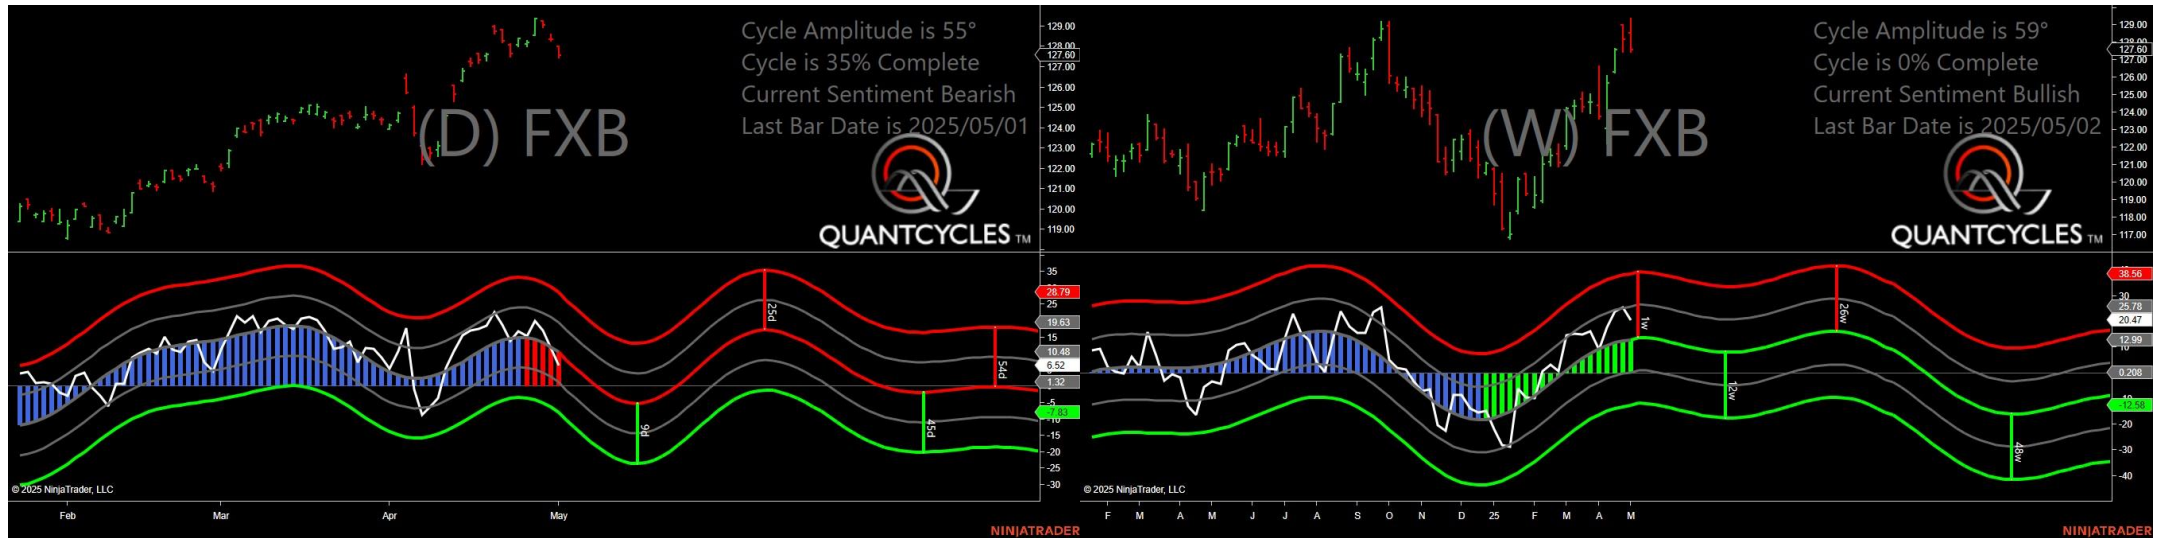 Cycle Amplitude is 55°
Cycle is 35% Complete
Current Sentiment Bearish
Last Bar Date is 2025/05/01
(D) FXB
QUANTCYCLES TM
129.00
128.00
127.60
127.00
126.00
125.00
124.00
123.00
122.00
121.00
120.00
119.00
35
28.79
25
19.63
15
10.48
6.52
1.32
-5
-7.83
-10
-15
-20
-25
-30
25d
54d
9d
45d
© 2025 NinjaTrader, LLC
Feb Mar Apr May
NINJATRADER
Cycle Amplitude is 59°
Cycle is 0% Complete
Current Sentiment Bullish
Last Bar Date is 2025/05/02
(W) FXB
QUANTCYCLES TM
129.00
128.00
127.60
127.00
126.00
125.00
124.00
123.00
122.00
121.00
120.00
119.00
118.00
117.00
38.56
30
25.78
20.47
12.99
0.208
-12.58
-20
-30
-40
1w
26w
12w
48w
© 2025 NinjaTrader, LLC
F M A M J J A S O N D 25 F M A M
NINJATRADER